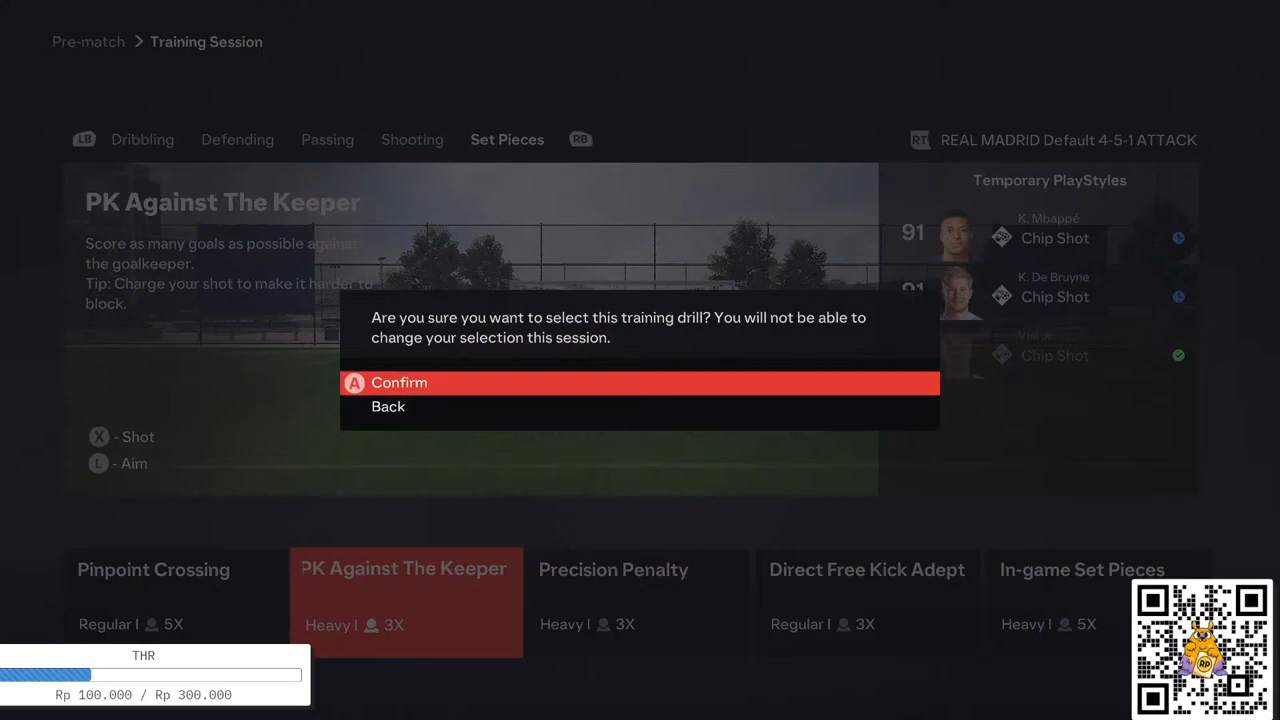 Pre-match > Training Session
LB Dribbling Defending Passing Shooting Set Pieces RB
RT REAL MADRID Default 4-5-1 ATTACK
PK Against The Keeper
Score as many goals as possible against
the goalkeeper.
Tip: Charge your shot to make it harder to
block.
X - Shot
L - Aim
Temporary PlayStyles
91 K. Mbappé
Chip Shot
91 K. De Bruyne
Chip Shot
Vini Jr.
Chip Shot
Are you sure you want to select this training drill? You will not be able to
change your selection this session.
A Confirm
Back
Pinpoint Crossing
Regular | 5X
PK Against The Keeper
Heavy | 3X
Precision Penalty
Heavy | 3X
Direct Free Kick Adept
Regular | 3X
In-game Set Pieces
Heavy | 5X
THR
Rp 100.000 / Rp 300.000
RP